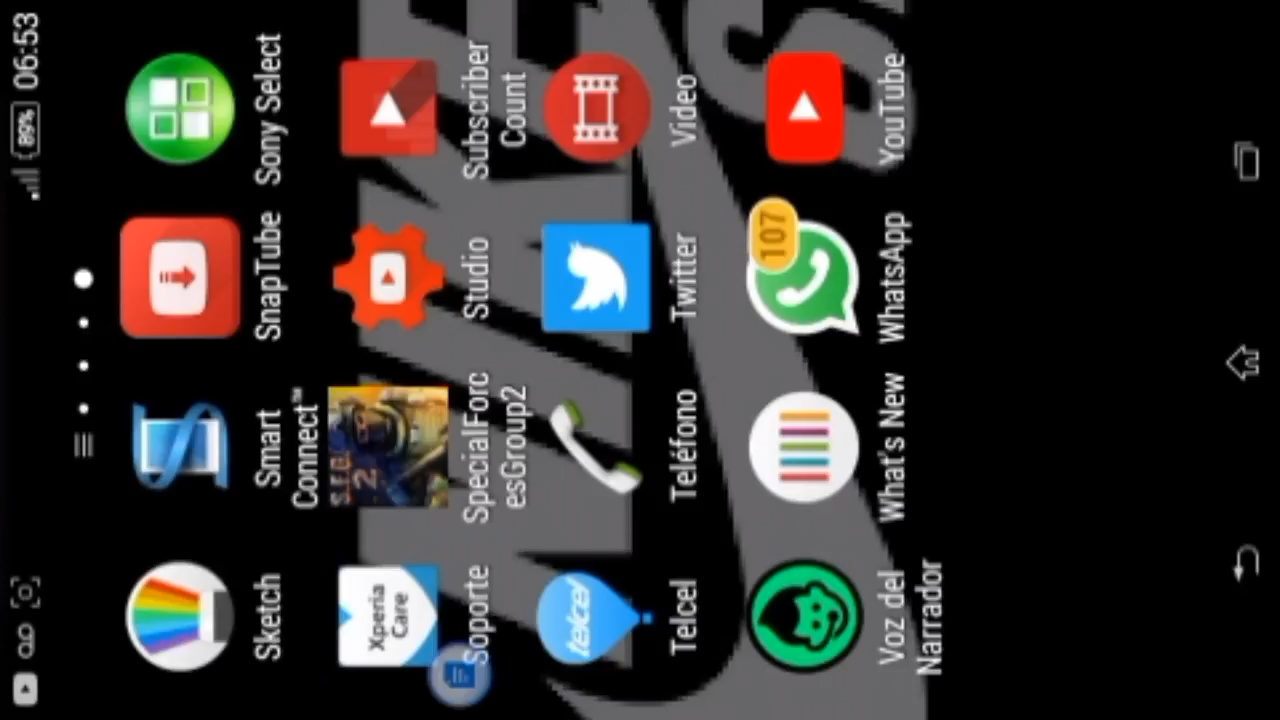 89% 06:53
Sketch
Smart
Connect™
SnapTube
Sony Select
Xperia
Care
Soporte
S.F.G.
2
SpecialForc
esGroup2
Studio
Subscriber
Count
telcel
Telcel
Teléfono
Twitter
Video
Voz del
Narrador
What's New
107
WhatsApp
YouTube